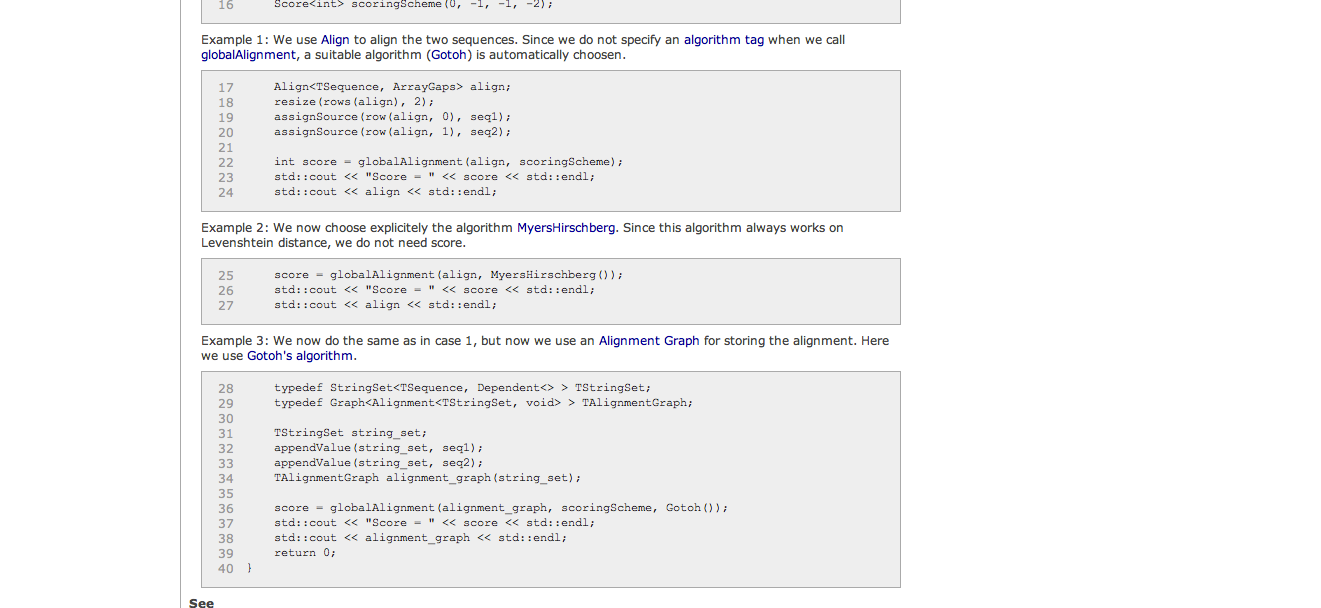 16 Score<int> scoringScheme(0, -1, -1, -2);
Example 1: We use Align to align the two sequences. Since we do not specify an algorithm tag when we call
globalAlignment, a suitable algorithm (Gotoh) is automatically choosen.
17 Align<TSequence, ArrayGaps> align;
18 resize(rows(align), 2);
19 assignSource(row(align, 0), seq1);
20 assignSource(row(align, 1), seq2);
21
22 int score = globalAlignment(align, scoringScheme);
23 std::cout << "Score = " << score << std::endl;
24 std::cout << align << std::endl;
Example 2: We now choose explicitely the algorithm MyersHirschberg. Since this algorithm always works on
Levenshtein distance, we do not need score.
25 score = globalAlignment(align, MyersHirschberg());
26 std::cout << "Score = " << score << std::endl;
27 std::cout << align << std::endl;
Example 3: We now do the same as in case 1, but now we use an Alignment Graph for storing the alignment. Here
we use Gotoh's algorithm.
28 typedef StringSet<TSequence, Dependent<> > TStringSet;
29 typedef Graph<Alignment<TStringSet, void> > TAlignmentGraph;
30
31 TStringSet string_set;
32 appendValue(string_set, seq1);
33 appendValue(string_set, seq2);
34 TAlignmentGraph alignment_graph(string_set);
35
36 score = globalAlignment(alignment_graph, scoringScheme, Gotoh());
37 std::cout << "Score = " << score << std::endl;
38 std::cout << alignment_graph << std::endl;
39 return 0;
40 }
See